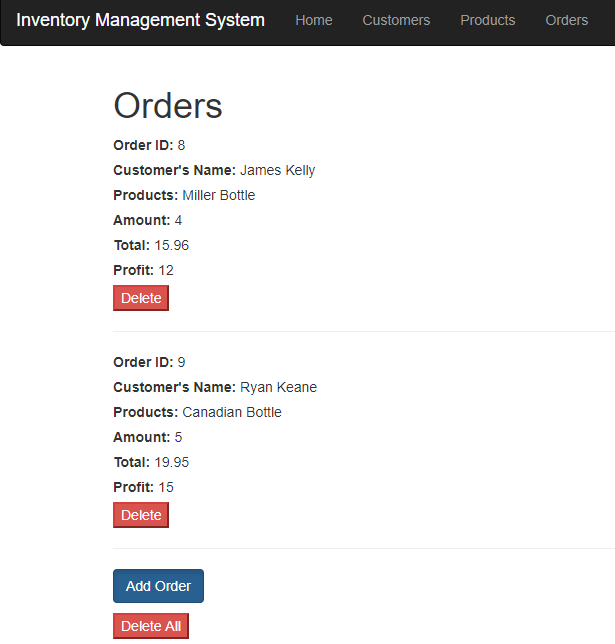 Inventory Management System Home Customers Products Orders
Orders
Order ID: 8
Customer's Name: James Kelly
Products: Miller Bottle
Amount: 4
Total: 15.96
Profit: 12
Delete
Order ID: 9
Customer's Name: Ryan Keane
Products: Canadian Bottle
Amount: 5
Total: 19.95
Profit: 15
Delete
Add Order
Delete All